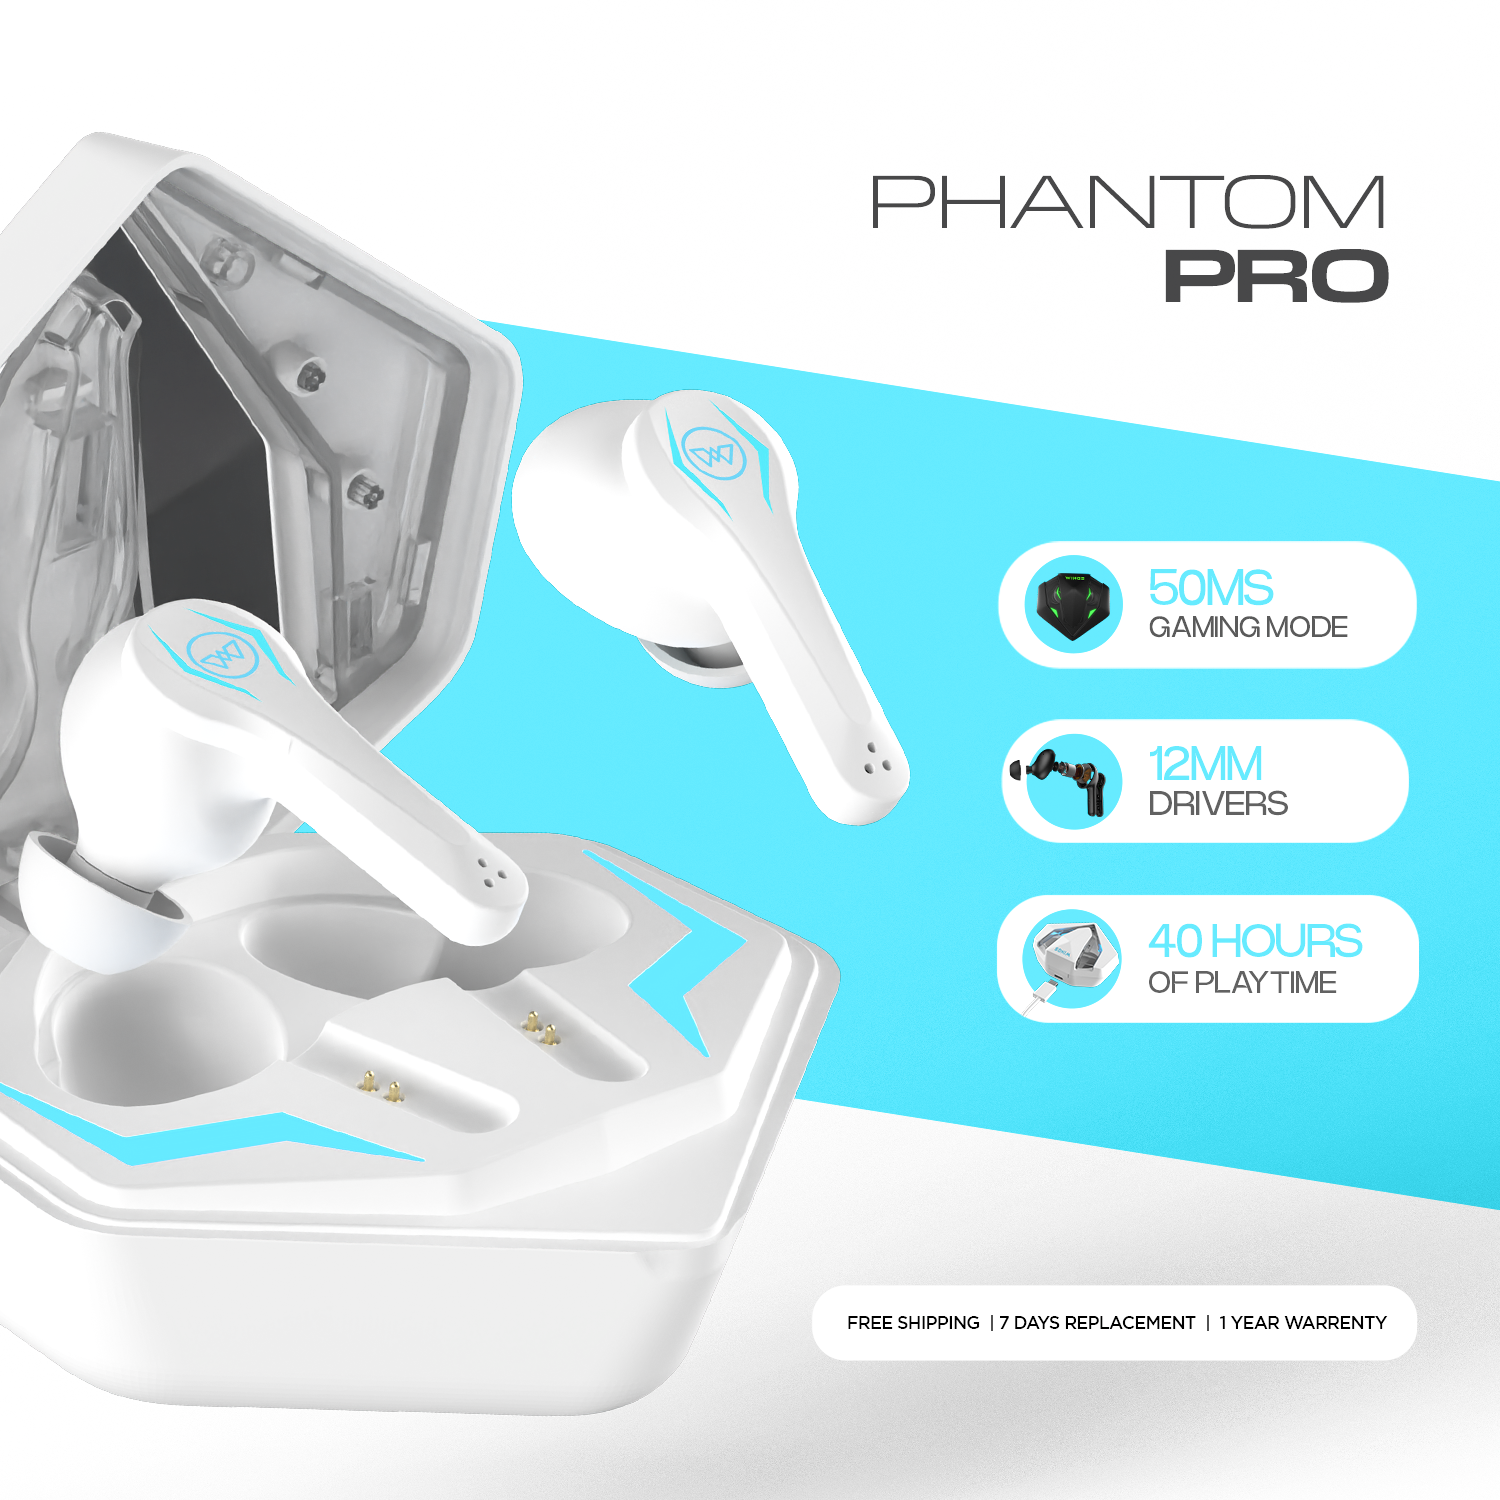 PHANTOM
PRO
WINGS
50MS
GAMING MODE
12MM
DRIVERS
40 HOURS
OF PLAYTIME
FREE SHIPPING | 7 DAYS REPLACEMENT | 1 YEAR WARRENTY